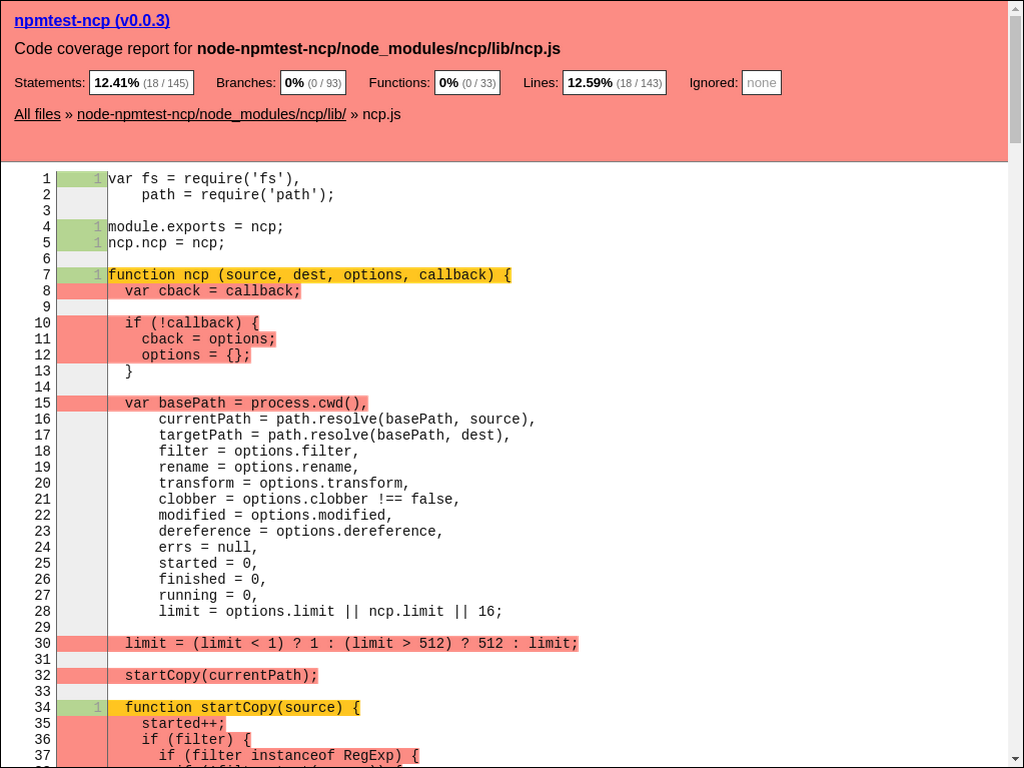 npmtest-ncp (v0.0.3)
Code coverage report for node-npmtest-ncp/node_modules/ncp/lib/ncp.js
Statements: 12.41% (18 / 145) Branches: 0% (0 / 93) Functions: 0% (0 / 33) Lines: 12.59% (18 / 143) Ignored: none
All files » node-npmtest-ncp/node_modules/ncp/lib/ » ncp.js
1 1 var fs = require('fs'),
2 path = require('path');
3
4 1 module.exports = ncp;
5 1 ncp.ncp = ncp;
6
7 1 function ncp (source, dest, options, callback) {
8 var cback = callback;
9
10 if (!callback) {
11 cback = options;
12 options = {};
13 }
14
15 var basePath = process.cwd(),
16 currentPath = path.resolve(basePath, source),
17 targetPath = path.resolve(basePath, dest),
18 filter = options.filter,
19 rename = options.rename,
20 transform = options.transform,
21 clobber = options.clobber !== false,
22 modified = options.modified,
23 dereference = options.dereference,
24 errs = null,
25 started = 0,
26 finished = 0,
27 running = 0,
28 limit = options.limit || ncp.limit || 16;
29
30 limit = (limit < 1) ? 1 : (limit > 512) ? 512 : limit;
31
32 startCopy(currentPath);
33
34 1 function startCopy(source) {
35 started++;
36 if (filter) {
37 if (filter instanceof RegExp) {